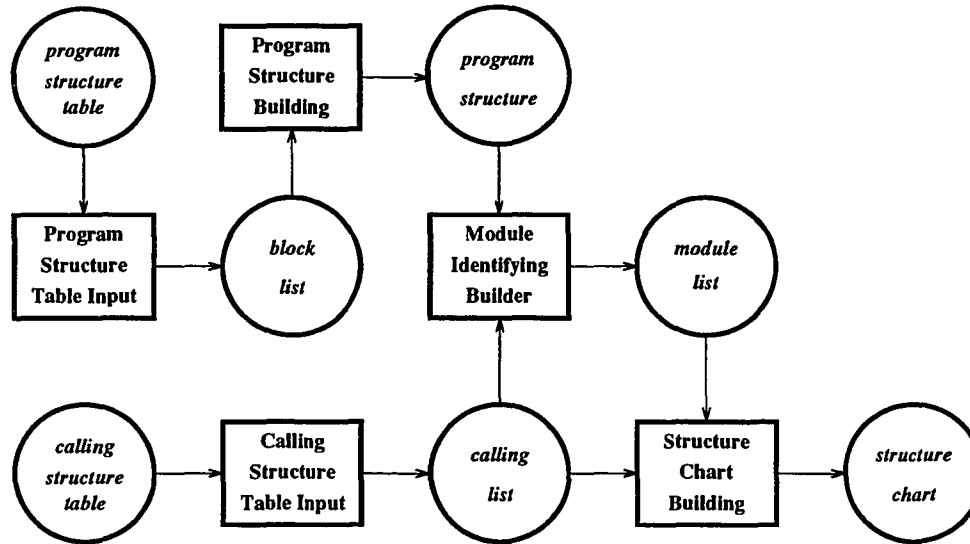 program
structure
table
Program
Structure
Building
program
structure
Program
Structure
Table Input
block
list
Module
Identifying
Builder
module
list
calling
structure
table
Calling
Structure
Table Input
calling
list
Structure
Chart
Building
structure
chart